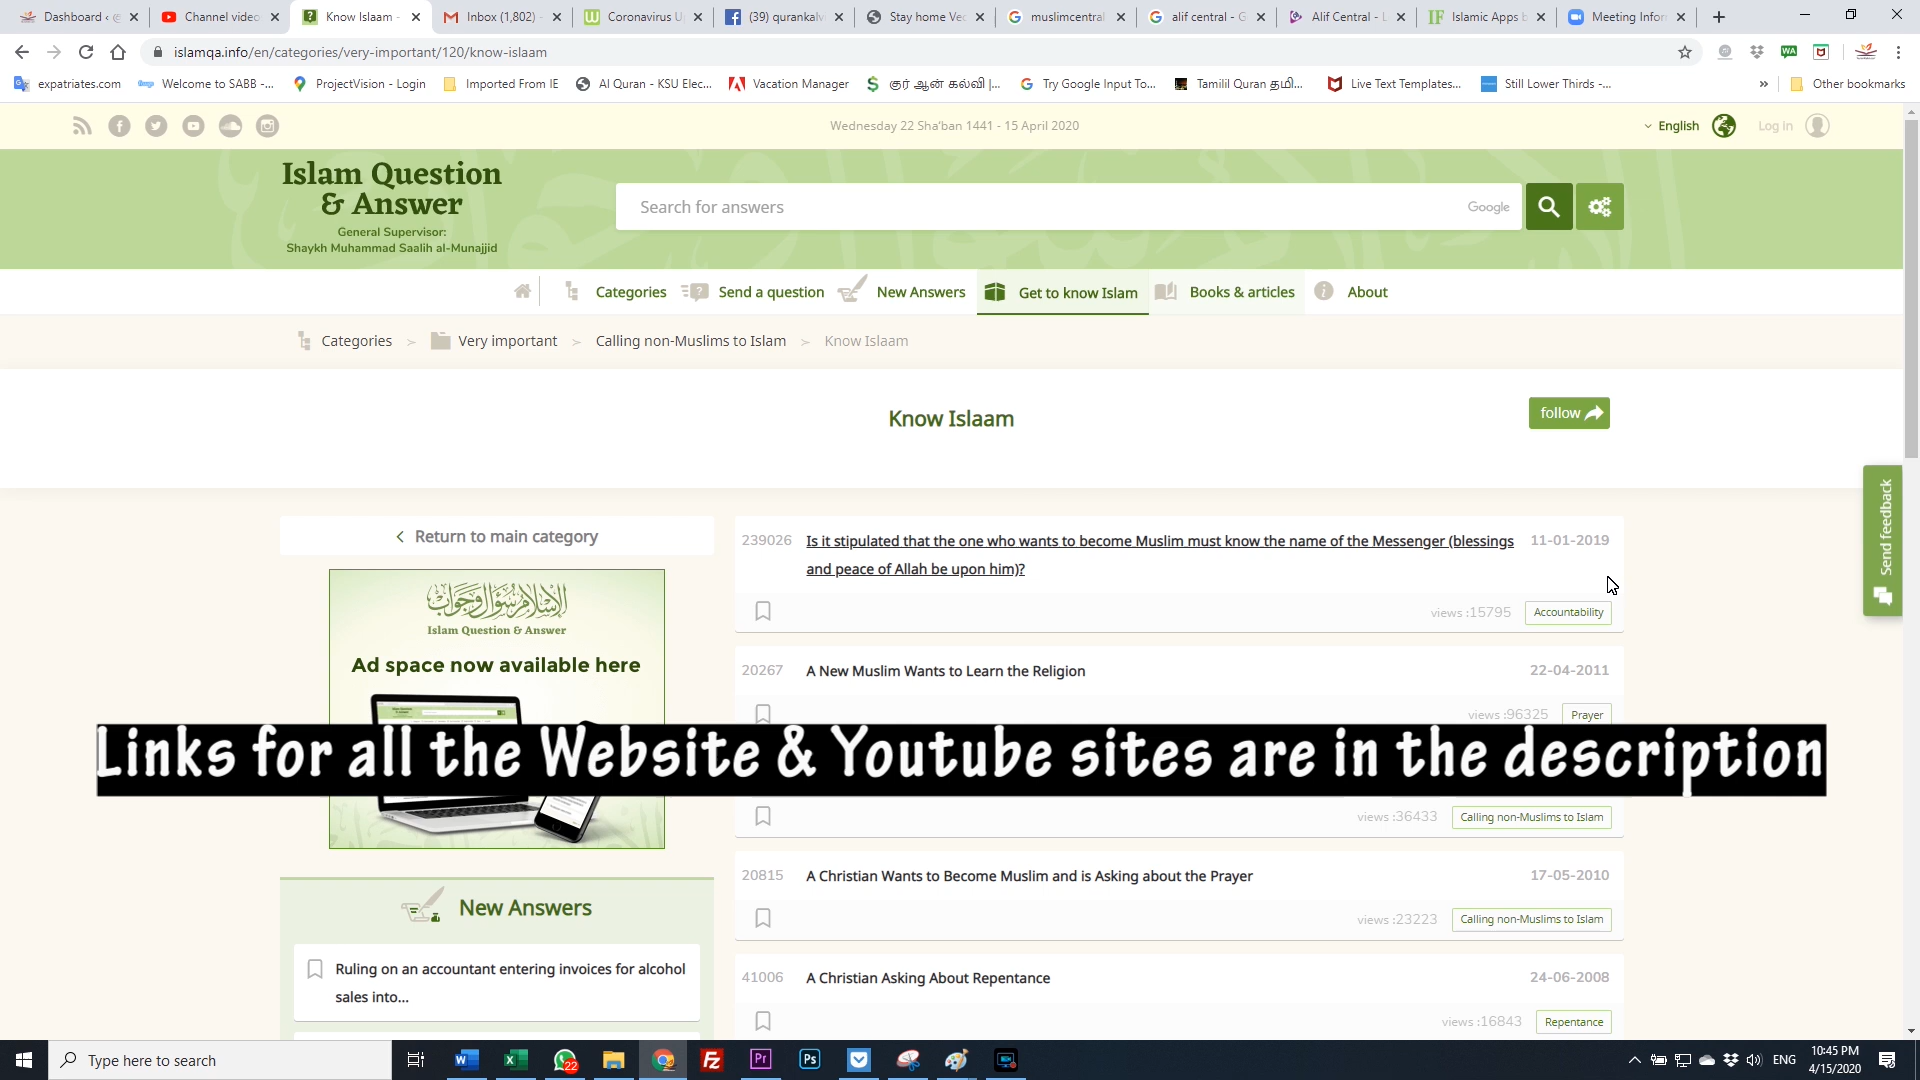 Dashboard ‹
Channel video
Know Islaam -
Inbox (1,802) -
Coronavirus U
(39) qurankalv
Stay home Vec
muslimcentral
alif central - G
Alif Central - L
Islamic Apps b
Meeting Infor
islamqa.info/en/categories/very-important/120/know-islaam
expatriates.com
Welcome to SABB -...
ProjectVision - Login
Imported From IE
Al Quran - KSU Elec...
Vacation Manager
குர் ஆன் கல்வி |...
Try Google Input To...
Tamilil Quran தமி...
Live Text Templates...
Still Lower Thirds -...
»
Other bookmarks
Wednesday 22 Sha'ban 1441 - 15 April 2020
English
Log in
Islam Question
& Answer
General Supervisor:
Shaykh Muhammad Saalih al-Munajjid
Search for answers
Google
Categories
Send a question
New Answers
Get to know Islam
Books & articles
About
Categories > Very important > Calling non-Muslims to Islam > Know Islaam
Know Islaam
follow
Send feedback
Return to main category
الإسلام سؤال وجواب
Islam Question & Answer
Ad space now available here
239026 Is it stipulated that the one who wants to become Muslim must know the name of the Messenger (blessings 11-01-2019
and peace of Allah be upon him)?
views :15795 Accountability
20267 A New Muslim Wants to Learn the Religion 22-04-2011
views :96325 Prayer
Links for all the Website & Youtube sites are in the description
views :36433 Calling non-Muslims to Islam
20815 A Christian Wants to Become Muslim and is Asking about the Prayer 17-05-2010
views :23223 Calling non-Muslims to Islam
41006 A Christian Asking About Repentance 24-06-2008
views :16843 Repentance
New Answers
Ruling on an accountant entering invoices for alcohol
sales into...
Type here to search
22
ENG
10:45 PM
4/15/2020